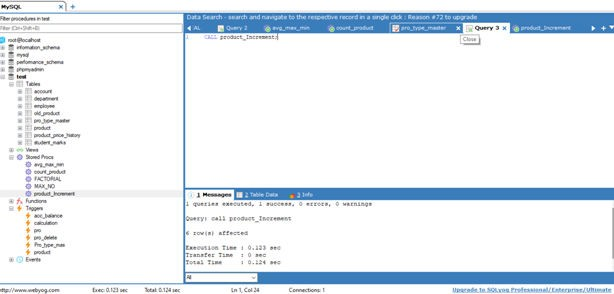 MySQL
Filter procedures in test
Filter (Ctrl+Shift+B)
root@localhost
information_schema
mysql
performance_schema
phpmyadmin
test
Tables
account
department
employee
old_product
pro_type_master
product
product_price_history
student_marks
Views
Stored Procs
avg_max_min
count_product
FACTORIAL
MAX_NO
product_Increment
Functions
Triggers
acc_balance
calculation
pro
pro_delete
Pro_type_mas
product
Events
Data Search - search and navigate to the respective record in a single click : Reason #72 to upgrade
AL
Query 2
avg_max_min
count_product
pro_type_master
Query 3
product_Increment
Close
1 CALL product_Increment;
1 Messages
2 Table Data
3 Info
1 queries executed, 1 success, 0 errors, 0 warnings
Query: call product_Increment
6 row(s) affected
Execution Time : 0.123 sec
Transfer Time : 0 sec
Total Time : 0.124 sec
All
http://www.webyog.com
Exec: 0.123 sec
Total: 0.124 sec
Ln 1, Col 24
Connections: 1
Upgrade to SQLyog Professional/Enterprise/Ultimate